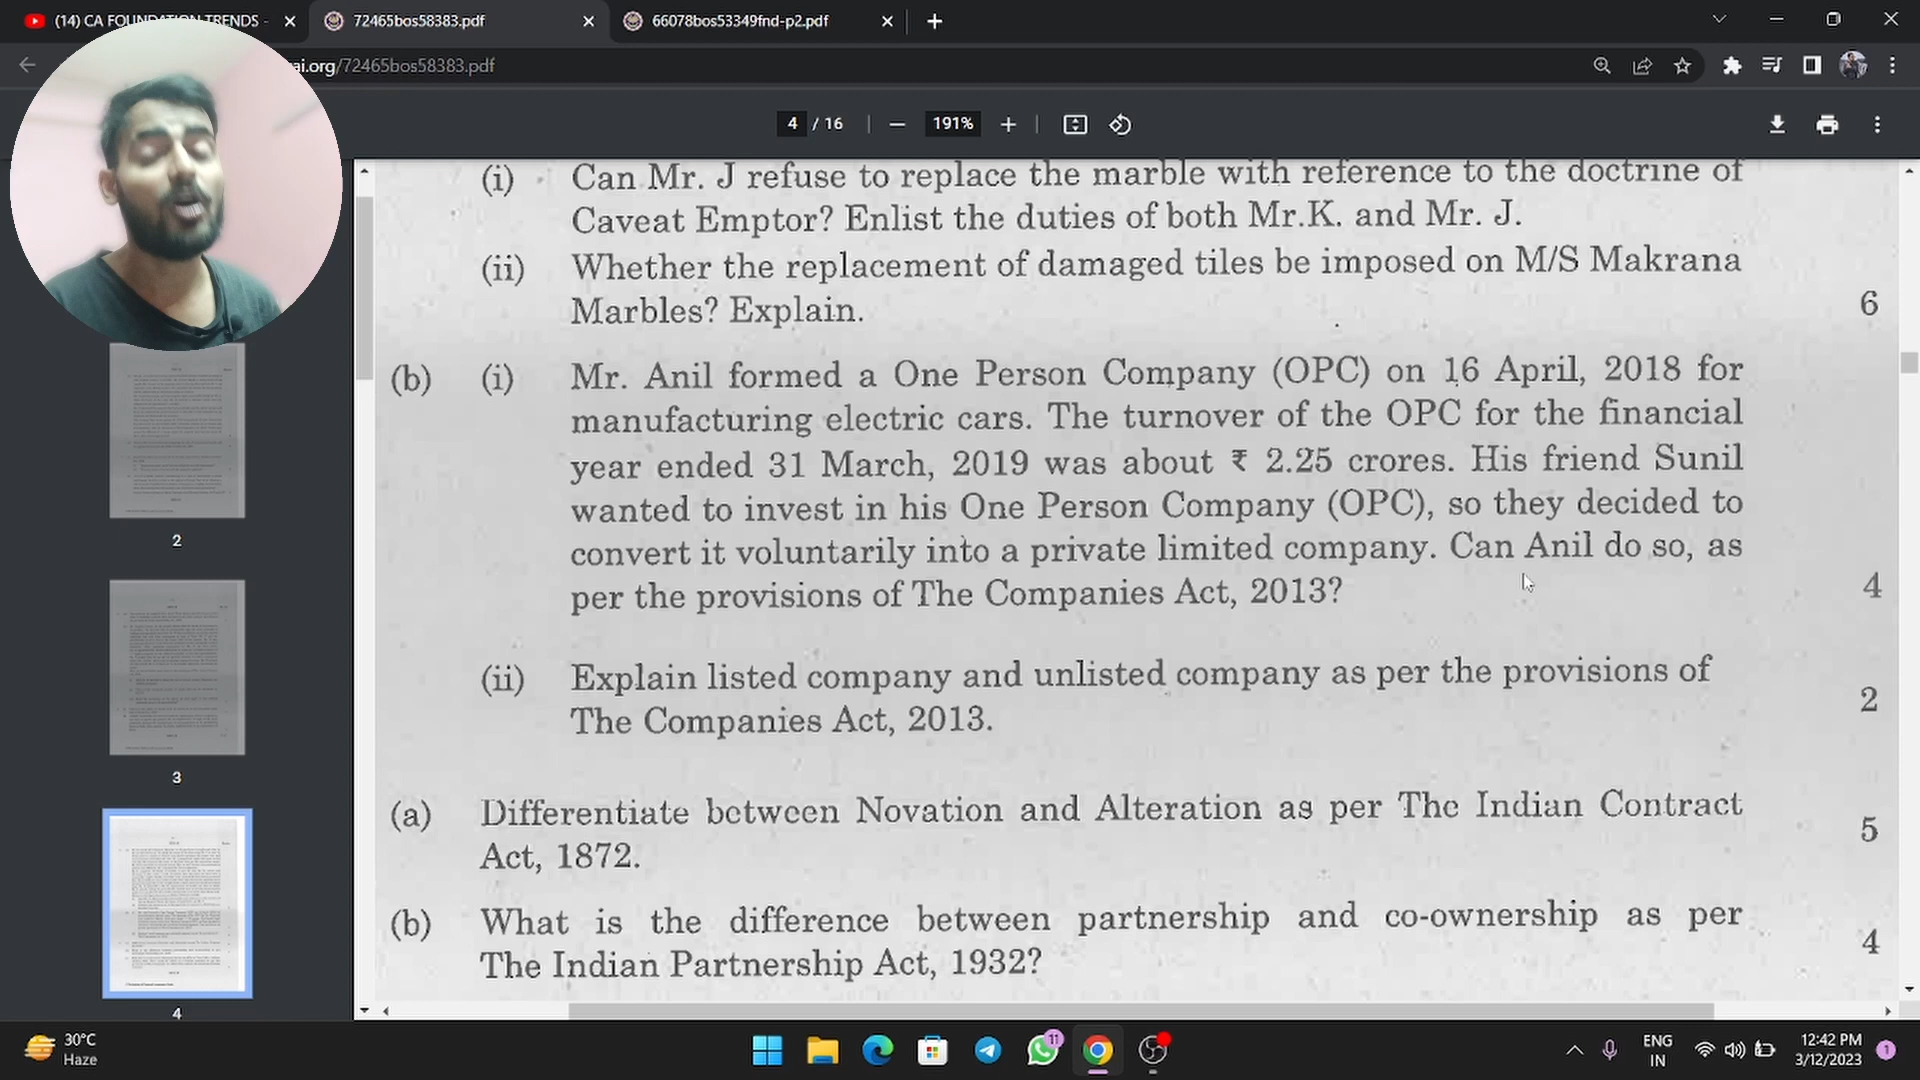 (14) CA FOUNDATION TRENDS -
72465bos58383.pdf
66078bos53349fnd-p2.pdf
ai.org/72465bos58383.pdf
4 / 16
191%
(i) Can Mr. J refuse to replace the marble with reference to the doctrine of
Caveat Emptor? Enlist the duties of both Mr.K. and Mr. J.
(ii) Whether the replacement of damaged tiles be imposed on M/S Makrana
Marbles? Explain. 6
(b) (i) Mr. Anil formed a One Person Company (OPC) on 16 April, 2018 for
manufacturing electric cars. The turnover of the OPC for the financial
year ended 31 March, 2019 was about ₹ 2.25 crores. His friend Sunil
wanted to invest in his One Person Company (OPC), so they decided to
convert it voluntarily into a private limited company. Can Anil do so, as
per the provisions of The Companies Act, 2013? 4
(ii) Explain listed company and unlisted company as per the provisions of
The Companies Act, 2013. 2
(a) Differentiate between Novation and Alteration as per The Indian Contract
Act, 1872. 5
(b) What is the difference between partnership and co-ownership as per
The Indian Partnership Act, 1932? 4
2
3
4
30°C
Haze
11
ENG
IN
12:42 PM
3/12/2023
1